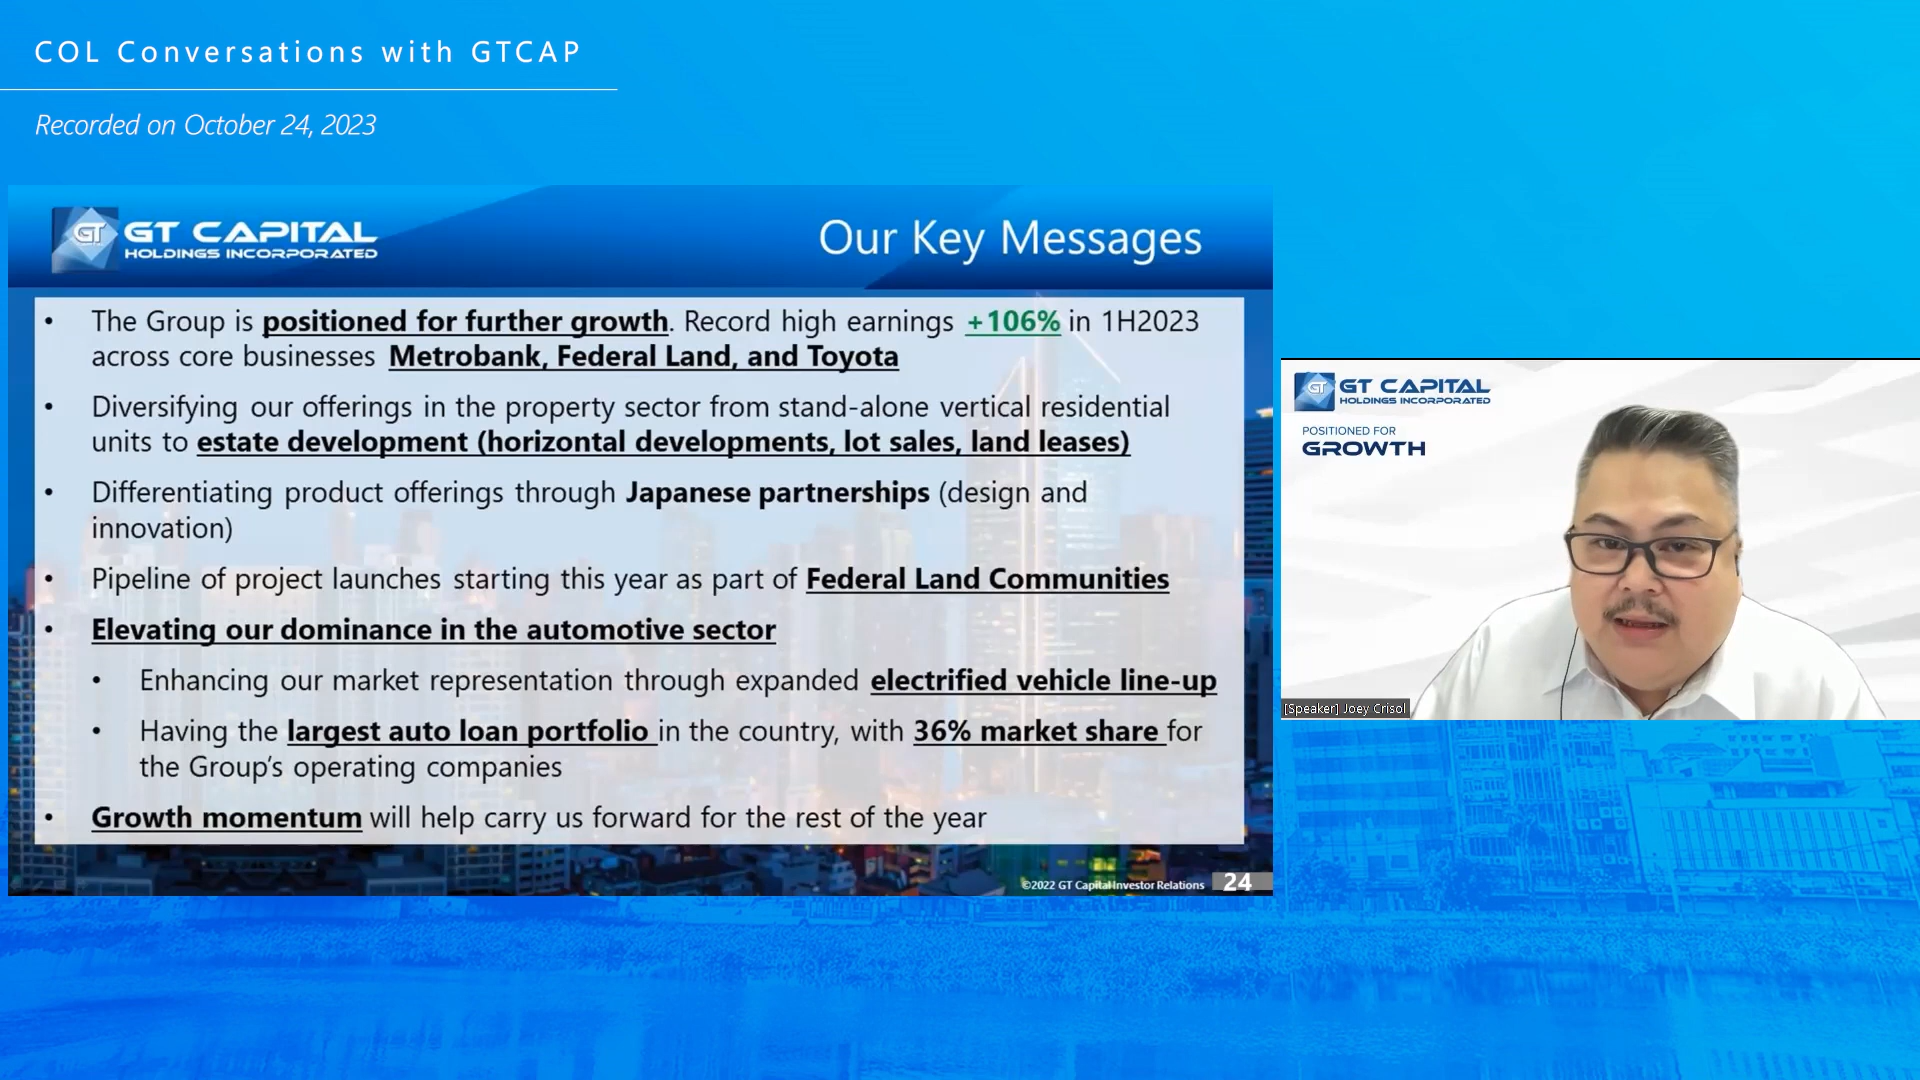 COL Conversations with GTCAP
Recorded on October 24, 2023
GT
GT CAPITAL
HOLDINGS INCORPORATED
Our Key Messages
• The Group is positioned for further growth. Record high earnings +106% in 1H2023
across core businesses Metrobank, Federal Land, and Toyota
• Diversifying our offerings in the property sector from stand-alone vertical residential
units to estate development (horizontal developments, lot sales, land leases)
• Differentiating product offerings through Japanese partnerships (design and
innovation)
• Pipeline of project launches starting this year as part of Federal Land Communities
• Elevating our dominance in the automotive sector
• Enhancing our market representation through expanded electrified vehicle line-up
• Having the largest auto loan portfolio in the country, with 36% market share for
the Group's operating companies
• Growth momentum will help carry us forward for the rest of the year
©2022 GT Capital Investor Relations
24
GT
GT CAPITAL
HOLDINGS INCORPORATED
POSITIONED FOR
GROWTH
[Speaker] Joey Crisol